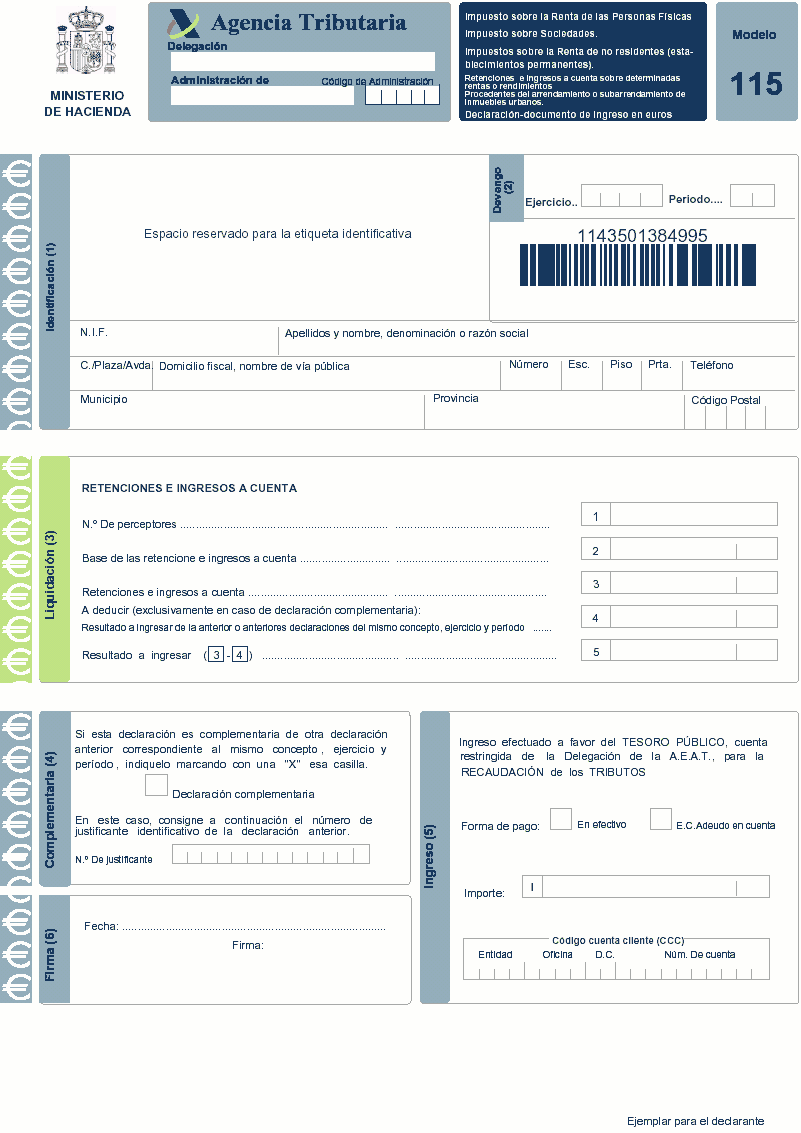 MINISTERIO
DE HACIENDA
Agencia Tributaria
Delegación
Administración de
Código de Administración
Impuesto sobre la Renta de las Personas Físicas
Impuesto sobre Sociedades.
Impuestos sobre la Renta de no residentes (esta-
blecimientos permanentes).
Retenciones e ingresos a cuenta sobre determinadas
rentas o rendimientos
Procedentes del arrendamiento o subarrendamiento de
inmuebles urbanos.
Declaración-documento de ingreso en euros
Modelo
115
Identificación (1)
Espacio reservado para la etiqueta identificativa
Devengo
(2)
Ejercicio..
Periodo....
1143501384995
N.I.F.
Apellidos y nombre, denominación o razón social
C./Plaza/Avda
Domicilio fiscal, nombre de vía pública
Número
Esc.
Piso
Prta.
Teléfono
Municipio
Provincia
Código Postal
Liquidación (3)
RETENCIONES E INGRESOS A CUENTA
N.º De perceptores ..................................................................... ....................................................
1
Base de las retencione e ingresos a cuenta .............................. ....................................................
2
Retenciones e ingresos a cuenta .............................................. ....................................................
3
A deducir (exclusivamente en caso de declaración complementaria):
Resultado a ingresar de la anterior o anteriores declaraciones del mismo concepto, ejercicio y período .......
4
Resultado a ingresar ( 3 - 4 ) .............................................. ....................................................
5
Complementaria (4)
Si esta declaración es complementaria de otra declaración
anterior correspondiente al mismo concepto , ejercicio y
período , indiquelo marcando con una "X" esa casilla.
Declaración complementaria
En este caso, consigne a continuación el número de
justificante identificativo de la declaración anterior.
N.º De justificante
Ingreso (5)
Ingreso efectuado a favor del TESORO PÚBLICO, cuenta
restringida de la Delegación de la A.E.A.T., para la
RECAUDACIÓN de los TRIBUTOS
Forma de pago:
En efectivo
E.C.Adeudo en cuenta
Importe:
I
Código cuenta cliente (CCC)
Entidad
Oficina
D.C.
Núm. De cuenta
Firma (6)
Fecha: ......................................................................................
Firma:
Ejemplar para el declarante